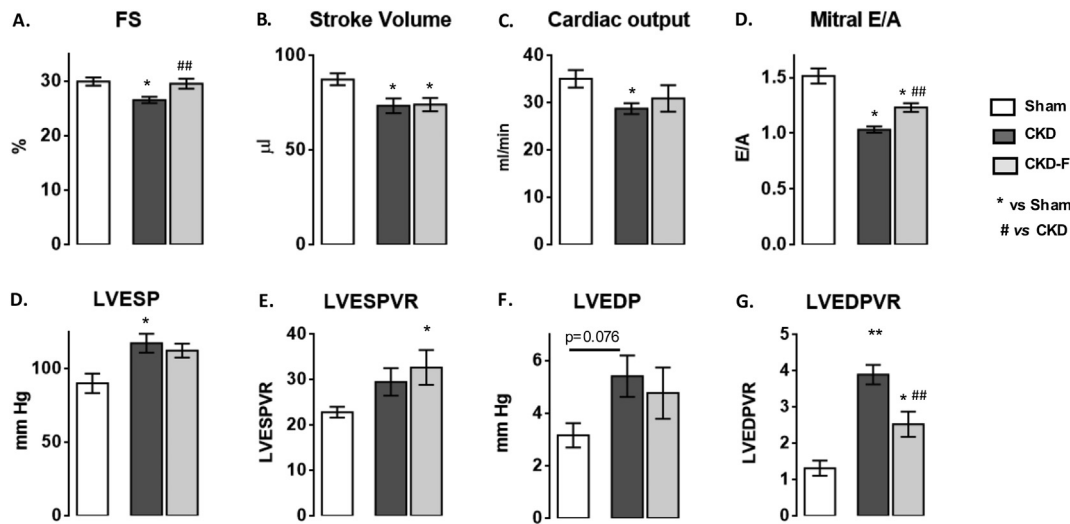 A.
FS
30
20
10
0
%
*
##
B.
Stroke Volume
100
50
0
µl
*
*
C.
Cardiac output
40
30
20
10
0
ml/min
*
D.
Mitral E/A
1.5
1.0
0.5
0.0
E/A
*
* ##
Sham
CKD
CKD-F
* vs Sham
# vs CKD
D.
LVESP
100
50
0
mm Hg
*
E.
LVESPVR
40
30
20
10
0
LVESPVR
*
F.
LVEDP
p=0.076
6
4
2
0
mm Hg
G.
LVEDPVR
5
4
3
2
1
0
LVEDPVR
**
* ##